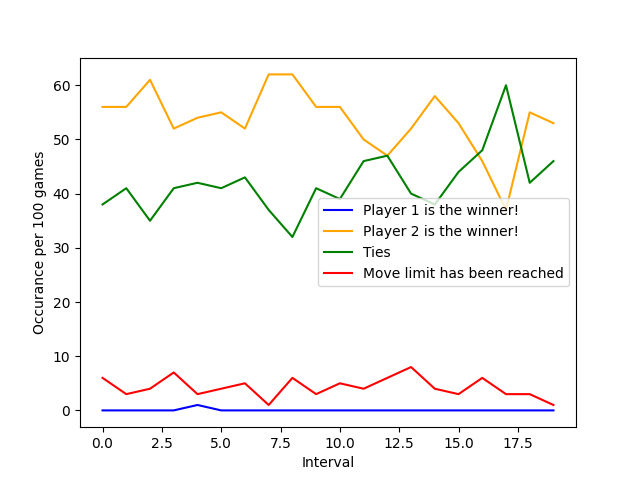 60
50
40
30
20
10
0
Occurance per 100 games
Player 1 is the winner!
Player 2 is the winner!
Ties
Move limit has been reached
0.0 2.5 5.0 7.5 10.0 12.5 15.0 17.5
Interval